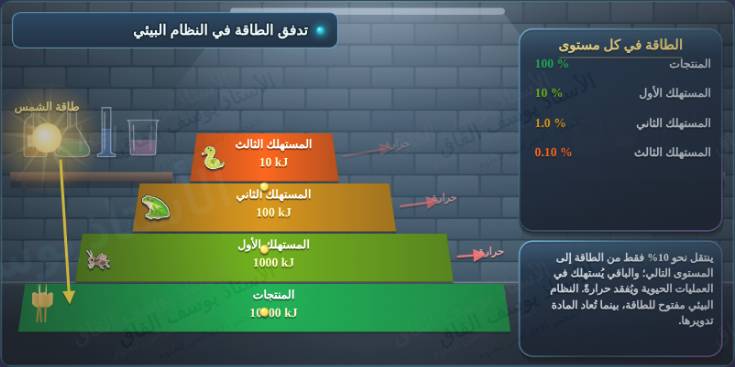 تدفق الطاقة في النظام البيئي
الطاقة في كل مستوى
المنتجات 100 %
المستهلك الأول 10 %
المستهلك الثاني 1.0 %
المستهلك الثالث 0.10 %
طاقة الشمس
المستهلك الثالث
10 kJ
حرارة
المستهلك الثاني
100 kJ
حرارة
المستهلك الأول
1000 kJ
حرارة
المنتجات
10000 kJ
ينتقل نحو 10% فقط من الطاقة إلى
المستوى التالي؛ والباقي يُستهلك في
العمليات الحيوية ويُفقد حرارةً. النظام
البيئي مفتوح للطاقة، بينما تُعاد المادة
تدويرها.
الأستاذ يوسف القاق